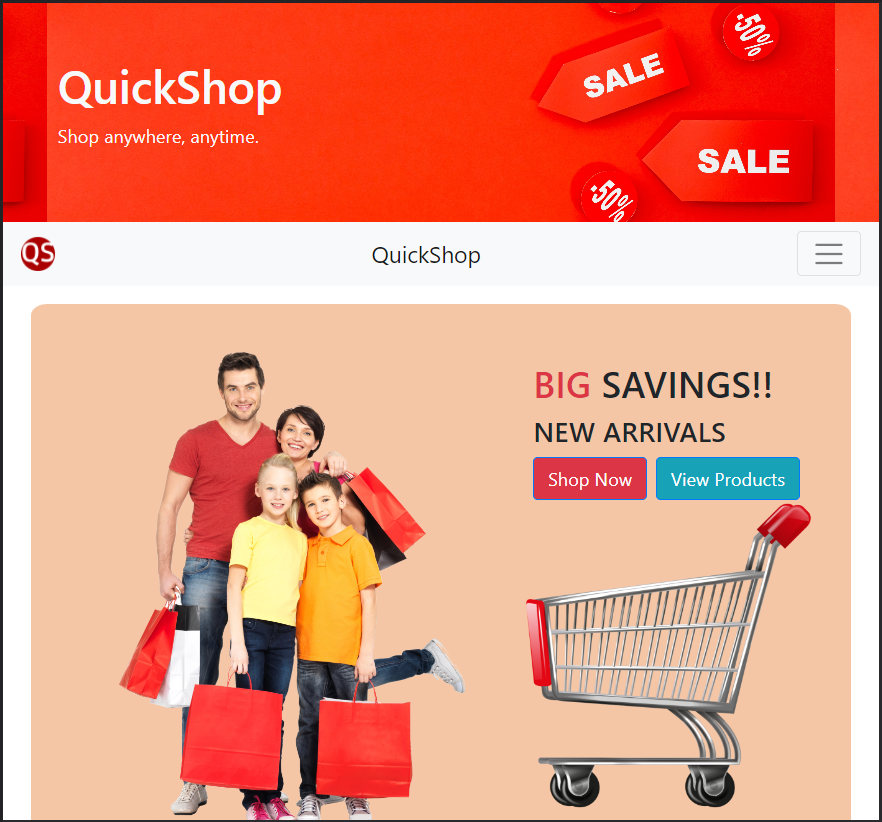 -50%
SALE
QuickShop
Shop anywhere, anytime.
SALE
-50%
QS
QuickShop
BIG SAVINGS!!
NEW ARRIVALS
Shop Now
View Products